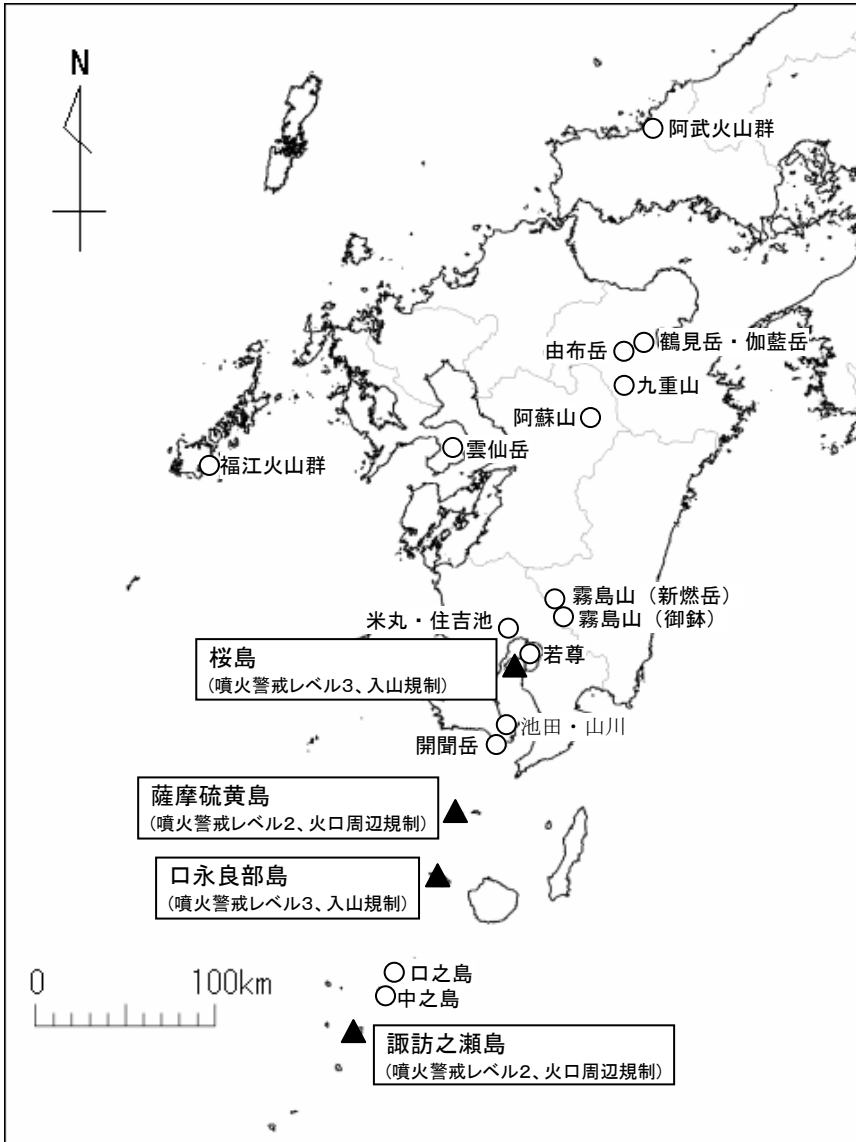 N
阿武火山群
鶴見岳・伽藍岳
由布岳
九重山
阿蘇山
雲仙岳
福江火山群
霧島山（新燃岳）
霧島山（御鉢）
米丸・住吉池
若尊
桜島
（噴火警戒レベル３、入山規制）
池田・山川
開聞岳
薩摩硫黄島
（噴火警戒レベル２、火口周辺規制）
口永良部島
（噴火警戒レベル３、入山規制）
口之島
中之島
0 100km
諏訪之瀬島
（噴火警戒レベル２、火口周辺規制）